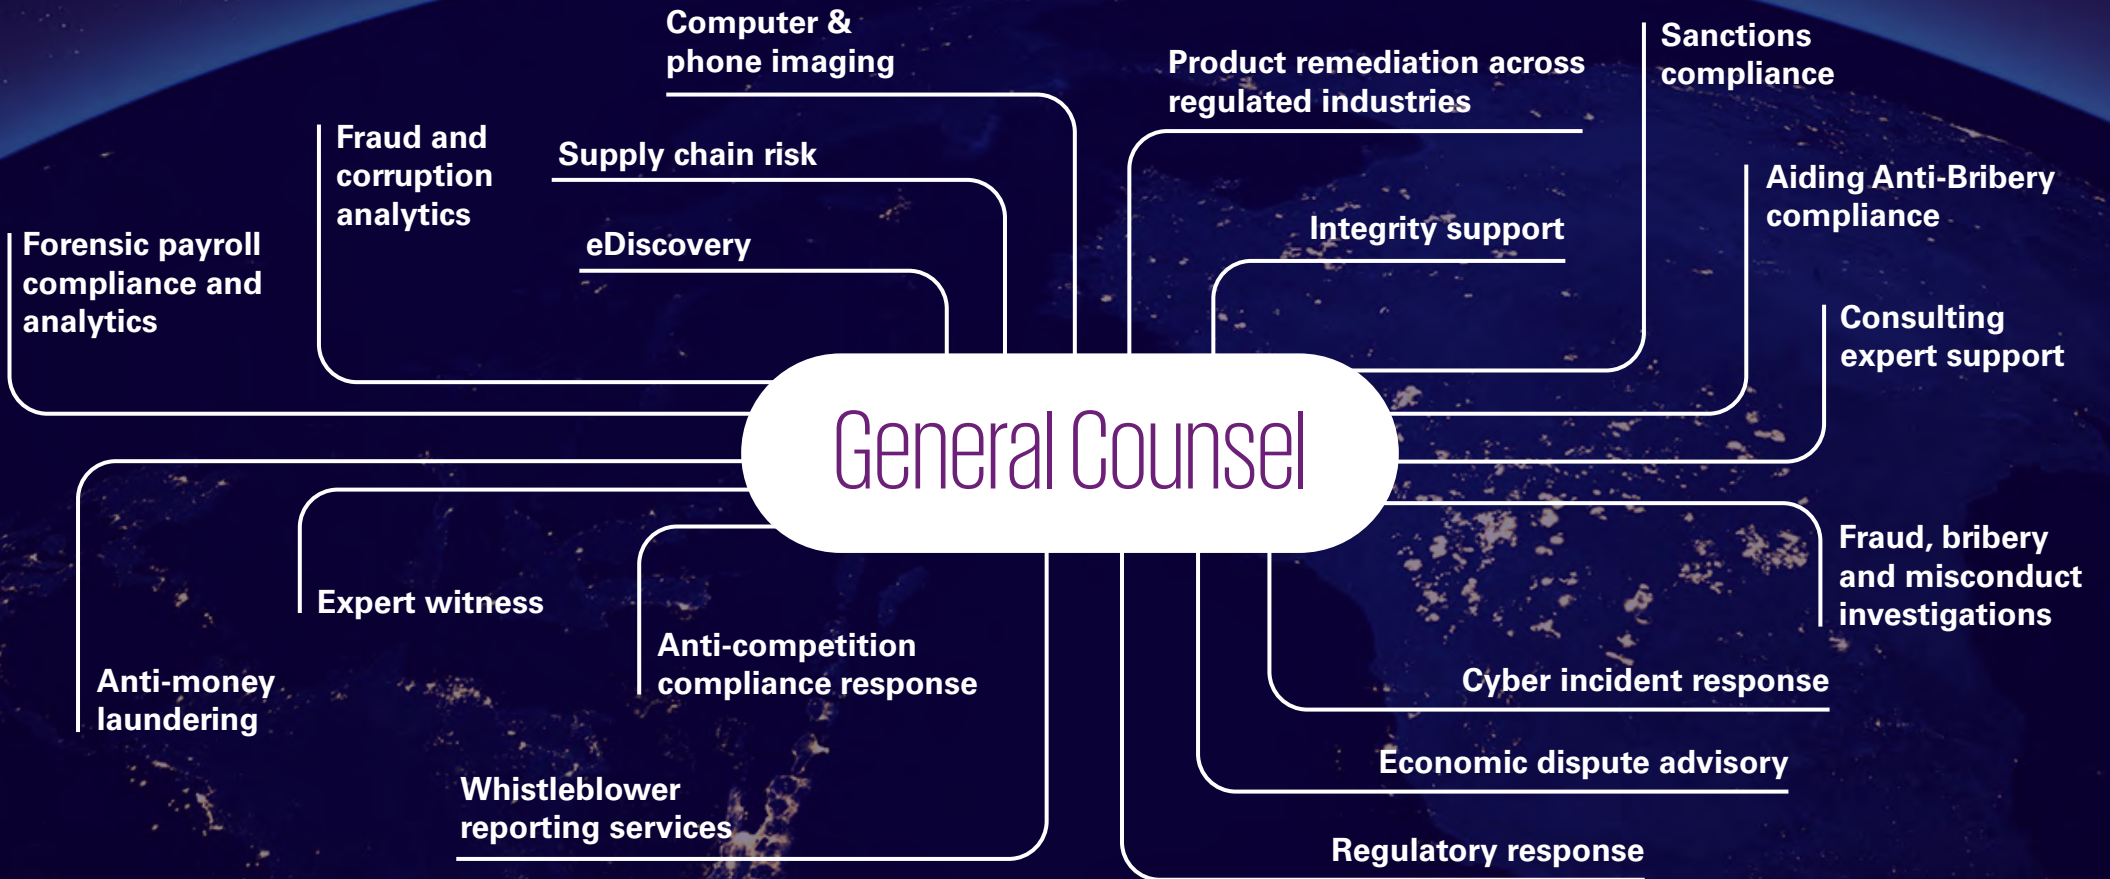 Computer &
phone imaging
Product remediation across
regulated industries
Sanctions
compliance
Fraud and
corruption
analytics
Supply chain risk
Aiding Anti-Bribery
compliance
Forensic payroll
compliance and
analytics
eDiscovery
Integrity support
Consulting
expert support
General Counsel
Expert witness
Fraud, bribery
and misconduct
investigations
Anti-money
laundering
Anti-competition
compliance response
Cyber incident response
Whistleblower
reporting services
Economic dispute advisory
Regulatory response